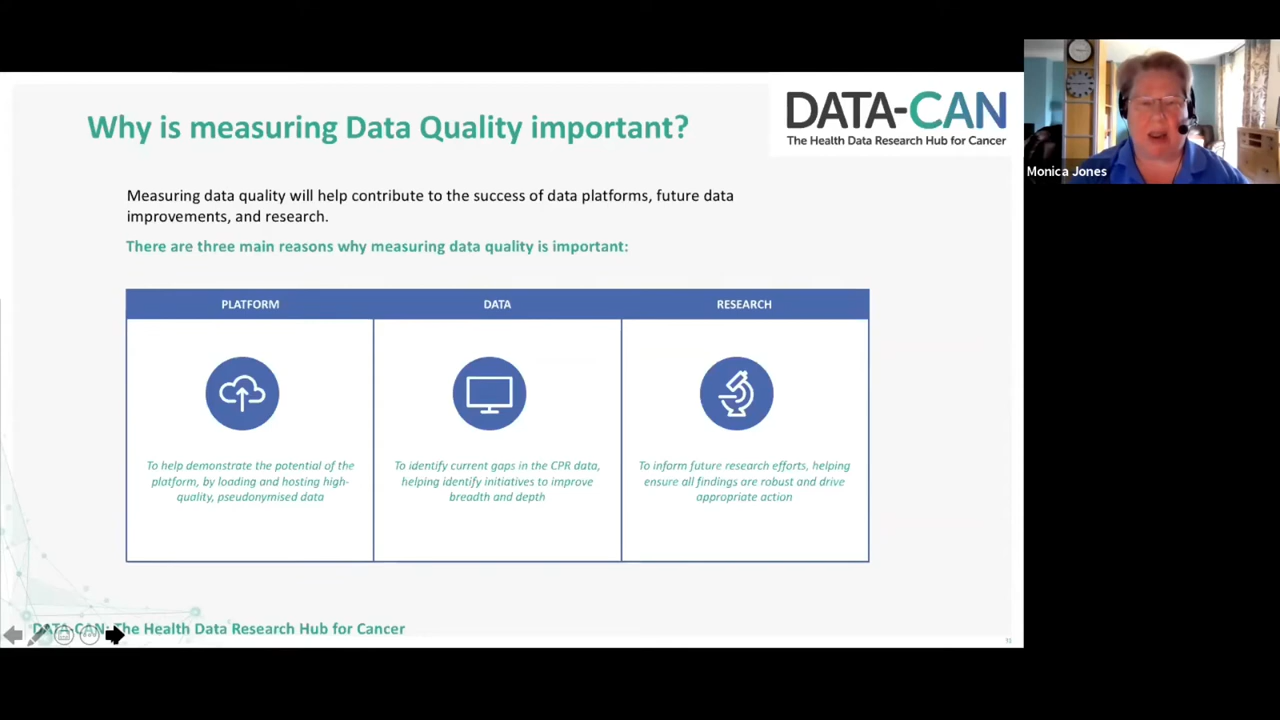 Why is measuring Data Quality important?
DATA-CAN
The Health Data Research Hub for Cancer
Monica Jones
Measuring data quality will help contribute to the success of data platforms, future data
improvements, and research.
There are three main reasons why measuring data quality is important:
PLATFORM
DATA
RESEARCH
To help demonstrate the potential of the
platform, by loading and hosting high-
quality, pseudonymised data
To identify current gaps in the CPR data,
helping identify initiatives to improve
breadth and depth
To inform future research efforts, helping
ensure all findings are robust and drive
appropriate action
DATA-CAN: The Health Data Research Hub for Cancer